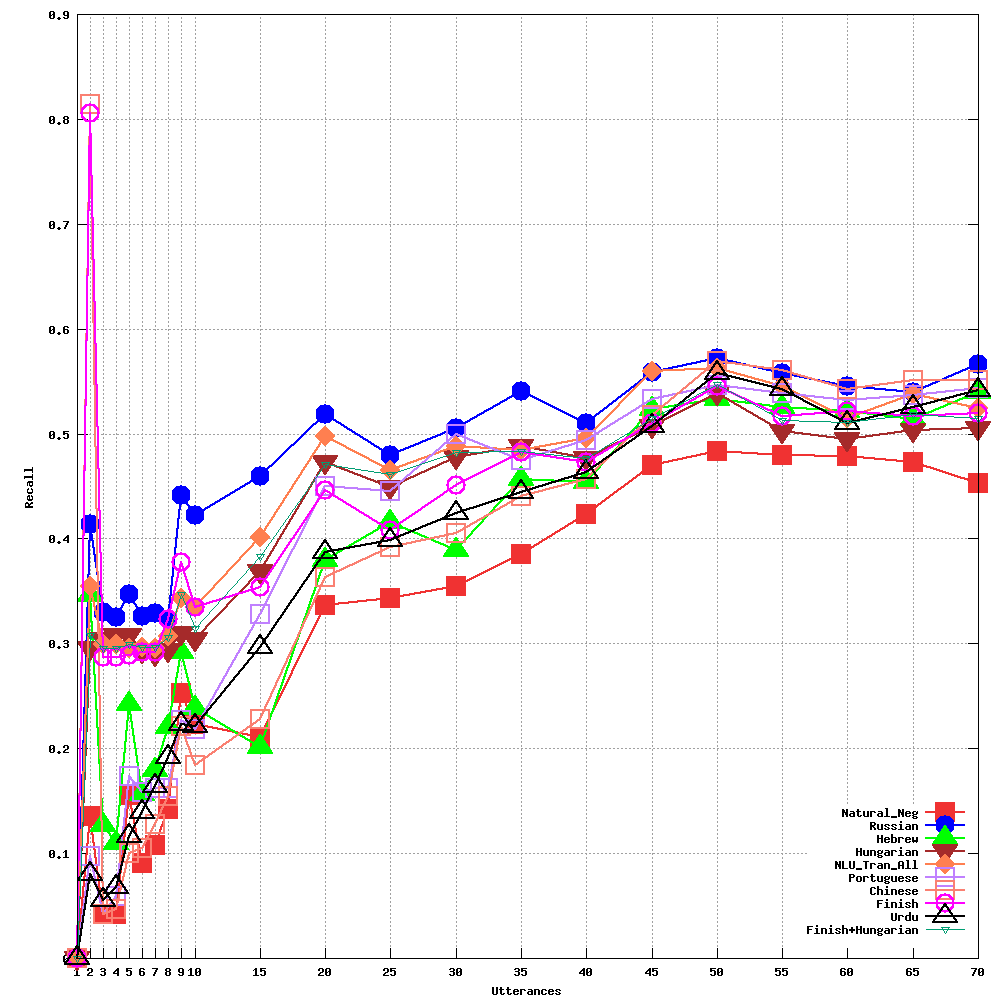 0.9
0.8
0.7
0.6
0.5
0.4
0.3
0.2
0.1
Recall
1 2 3 4 5 6 7 8 9 10 15 20 25 30 35 40 45 50 55 60 65 70
Utterances
Natural_Neg
Russian
Hebrew
Hungarian
NLU_Tran_All
Portuguese
Chinese
Finish
Urdu
Finish+Hungarian